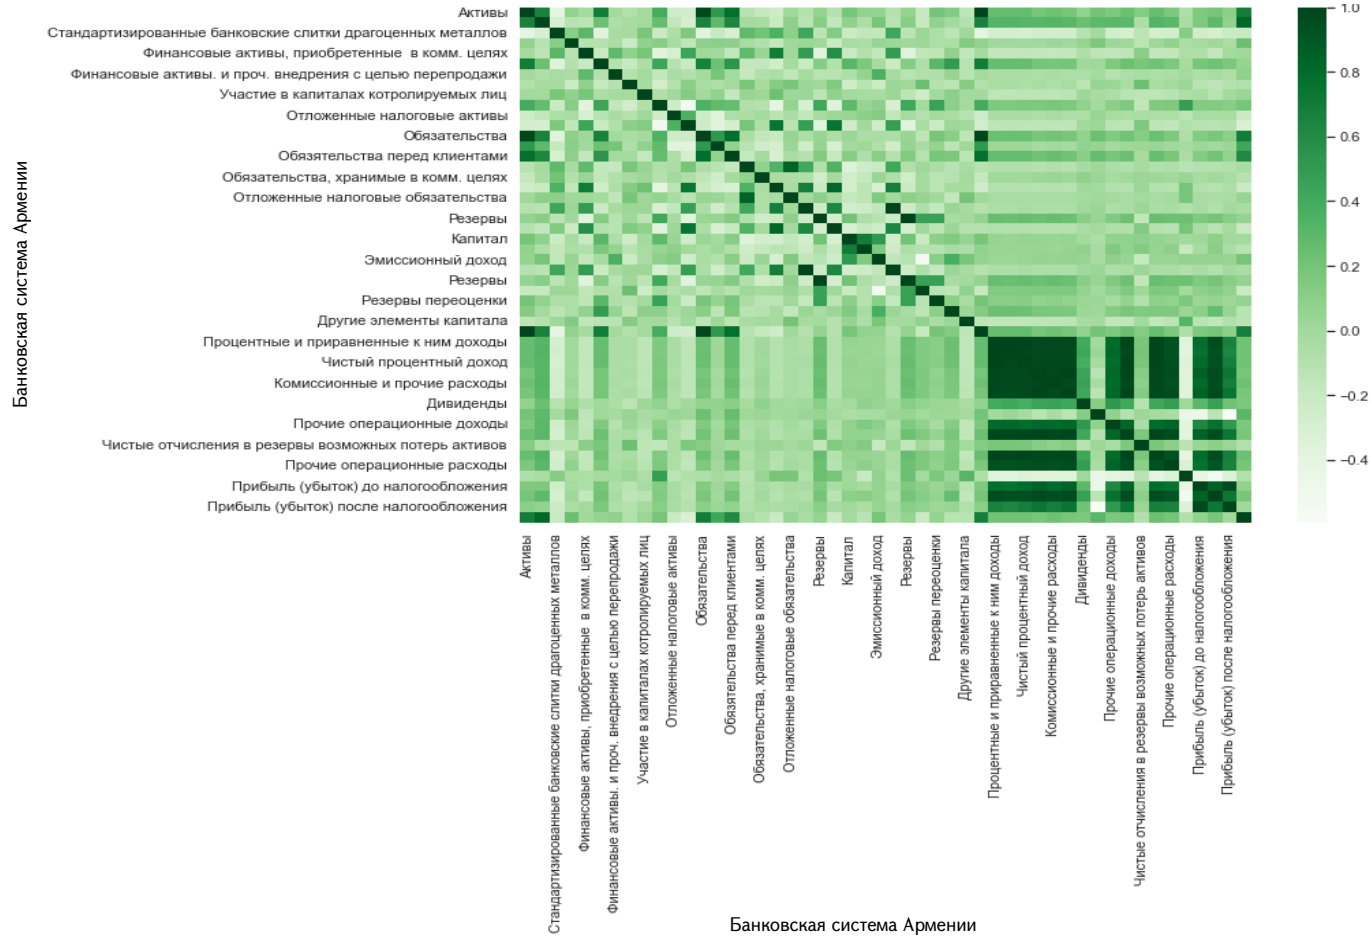 Активы
Стандартизированные банковские слитки драгоценных металлов
Финансовые активы, приобретенные  в комм. целях
Финансовые активы. и проч. внедрения с целью перепродажи
Участие в капиталах котролируемых лиц
Отложенные налоговые активы
Обязательства
Обязятельства перед клиентами
Обязательства, хранимые в комм. целях
Отложенные налоговые обязательства
Резервы
Капитал
Эмиссионный доход
Резервы
Резервы переоценки
Другие элементы капитала
Процентные и приравненные к ним доходы
Чистый процентный доход
Комиссионные и прочие расходы
Дивиденды
Прочие операционные доходы
Чистые отчисления в резервы возможных потерь активов
Прочие операционные расходы
Прибыль (убыток) до налогообложения
Прибыль (убыток) после налогообложения
Банковская система Армении
1.0
0.8
0.6
0.4
0.2
0.0
−0.2
−0.4
Активы
Стандартизированные банковские слитки драгоценных металлов
Финансовые активы, приобретенные  в комм. целях
Финансовые активы. и проч. внедрения с целью перепродажи
Участие в капиталах котролируемых лиц
Отложенные налоговые активы
Обязательства
Обязятельства перед клиентами
Обязательства, хранимые в комм. целях
Отложенные налоговые обязательства
Резервы
Капитал
Эмиссионный доход
Резервы
Резервы переоценки
Другие элементы капитала
Процентные и приравненные к ним доходы
Чистый процентный доход
Комиссионные и прочие расходы
Дивиденды
Прочие операционные доходы
Чистые отчисления в резервы возможных потерь активов
Прочие операционные расходы
Прибыль (убыток) до налогообложения
Прибыль (убыток) после налогообложения
Банковская система Армении